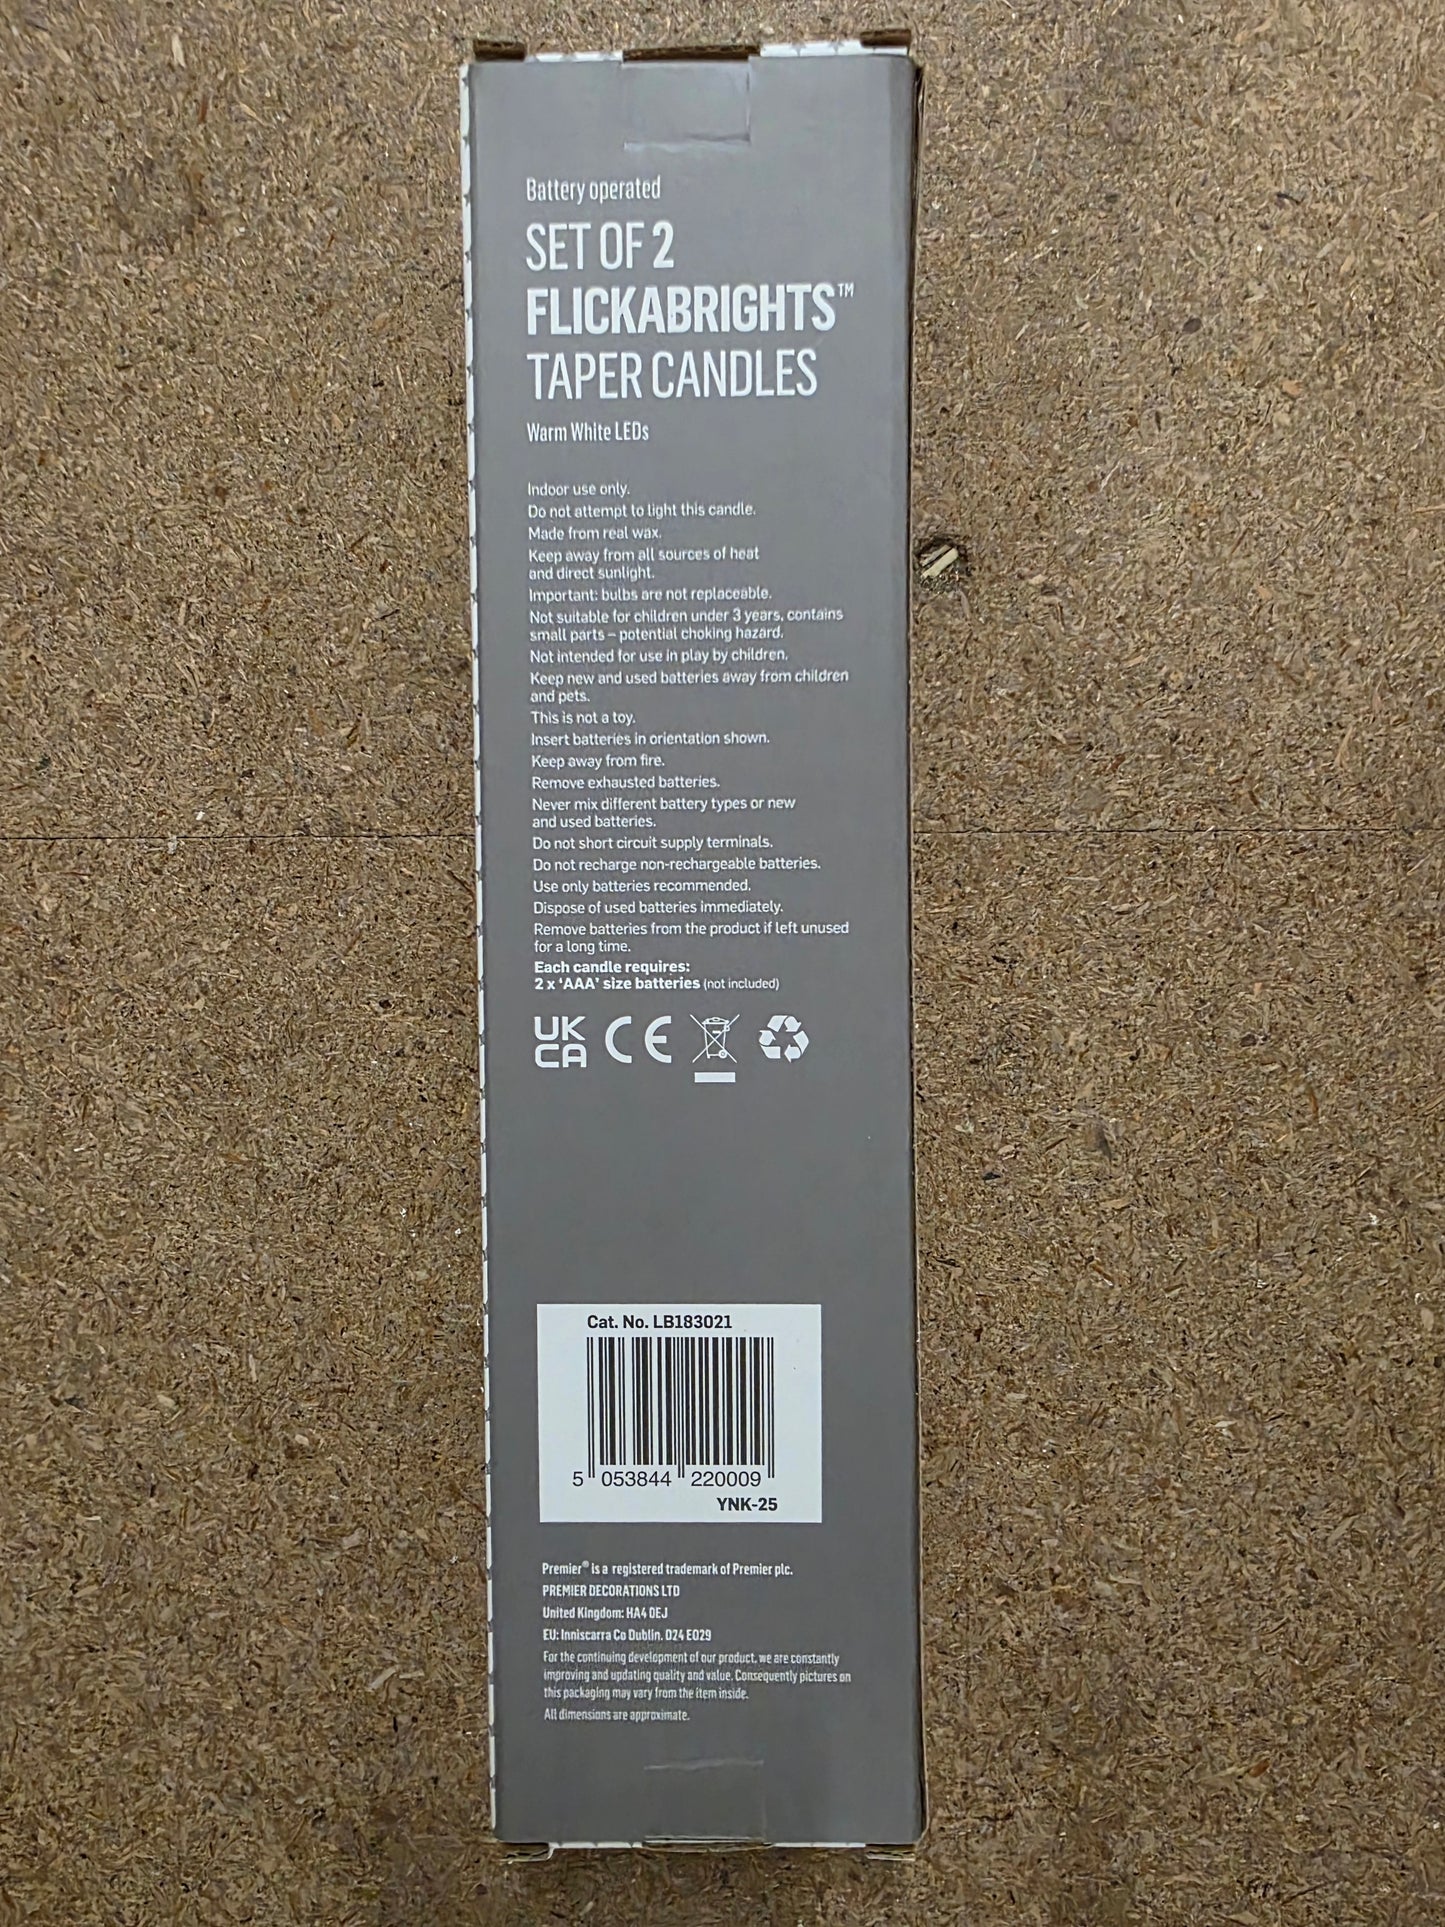 Battery operated
SET OF 2
FLICKABRIGHTS™
TAPER CANDLES
Warm White LEDs
Indoor use only.
Do not attempt to light this candle.
Made from real wax.
Keep away from all sources of heat
and direct sunlight.
Important: bulbs are not replaceable.
Not suitable for children under 3 years, contains
small parts – potential choking hazard.
Not intended for use in play by children.
Keep new and used batteries away from children
and pets.
This is not a toy.
Insert batteries in orientation shown.
Keep away from fire.
Remove exhausted batteries.
Never mix different battery types or new
and used batteries.
Do not short circuit supply terminals.
Do not recharge non-rechargeable batteries.
Use only batteries recommended.
Dispose of used batteries immediately.
Remove batteries from the product if left unused
for a long time.
Each candle requires:
2 x 'AAA' size batteries (not included)
UK
CA CE
Cat. No. LB183021
5 053844 220009
YNK-25
Premier® is a registered trademark of Premier plc.
PREMIER DECORATIONS LTD
United Kingdom: HA4 0EJ
EU: Inniscarra Co Dublin. D24 E029
For the continuing development of our product, we are constantly
improving and updating quality and value. Consequently pictures on
this packaging may vary from the item inside.
All dimensions are approximate.